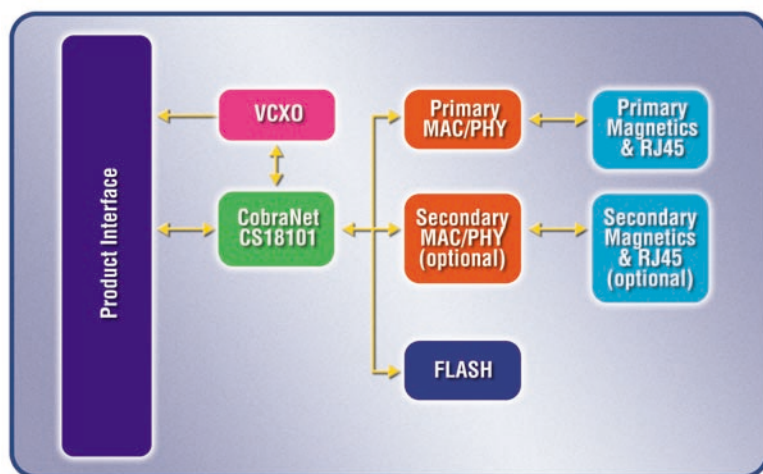 Product Interface
VCXO
CobraNet
CS18101
Primary
MAC/PHY
Primary
Magnetics
& RJ45
Secondary
MAC/PHY
(optional)
Secondary
Magnetics
& RJ45
(optional)
FLASH